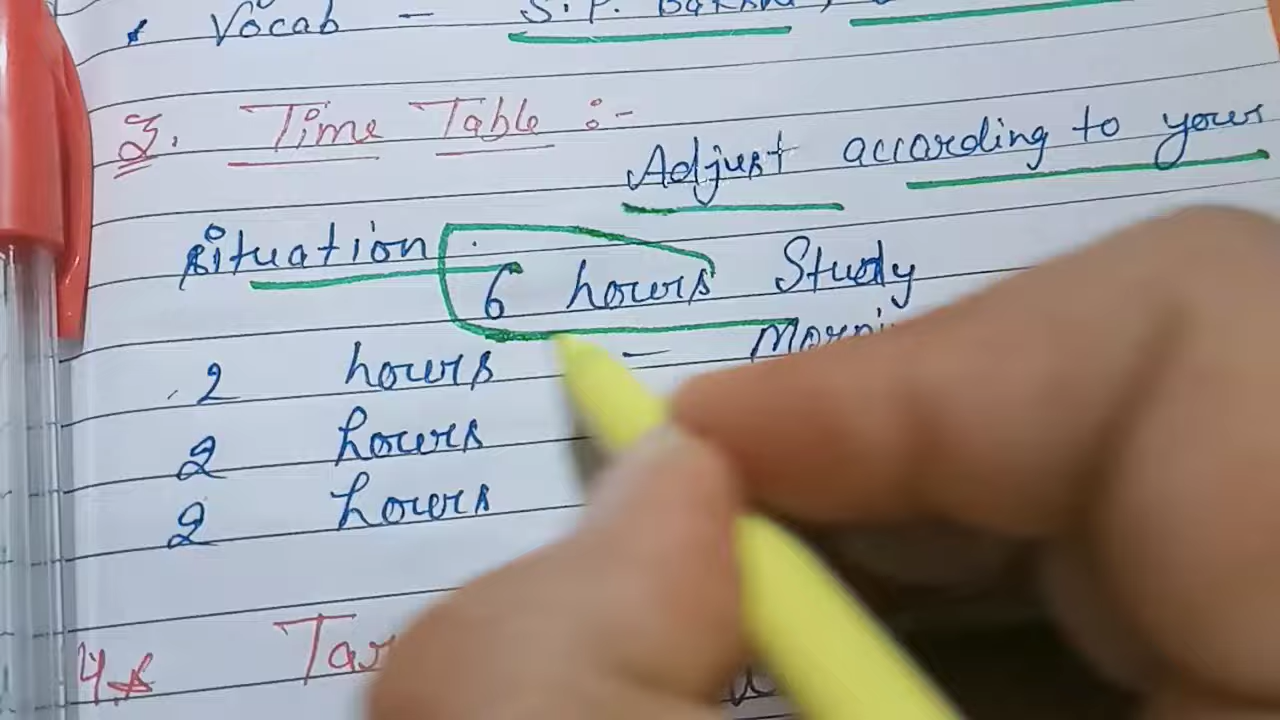 Vocab - S.P. Bakshi,
3. Time Table :-
Adjust according to your
situation. 6 hours Study
2 hours -
2 hours
2 hours
4.